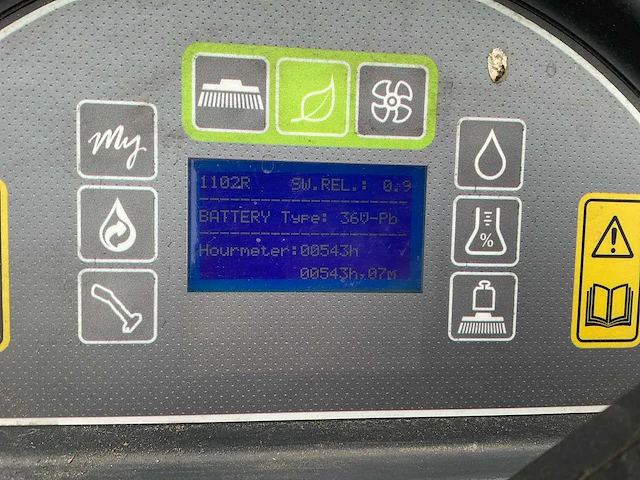 My
1102R SW.REL.: 0.9
BATTERY Type: 36V-Pb
Hourmeter:00543h
00543h,07m
%